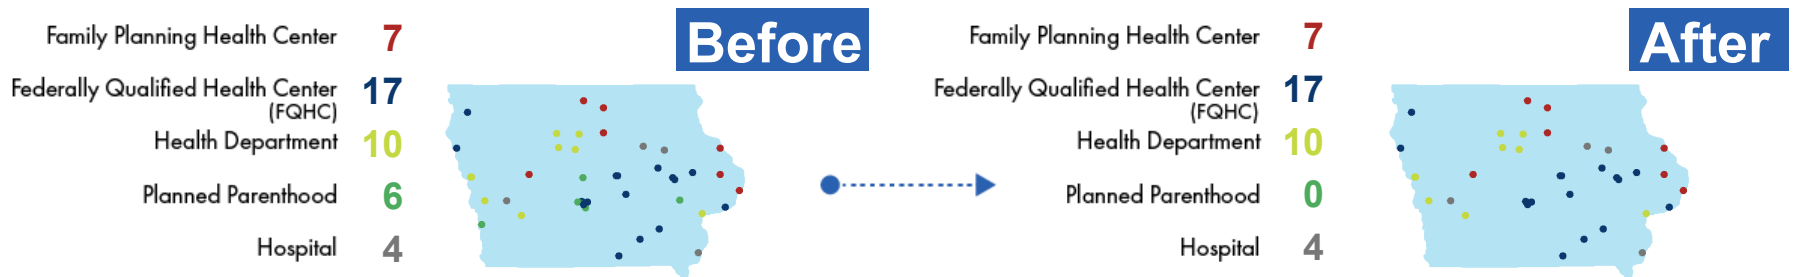 Before
Family Planning Health Center 7
Federally Qualified Health Center 17
(FQHC)
Health Department 10
Planned Parenthood 6
Hospital 4
After
Family Planning Health Center 7
Federally Qualified Health Center 17
(FQHC)
Health Department 10
Planned Parenthood 0
Hospital 4